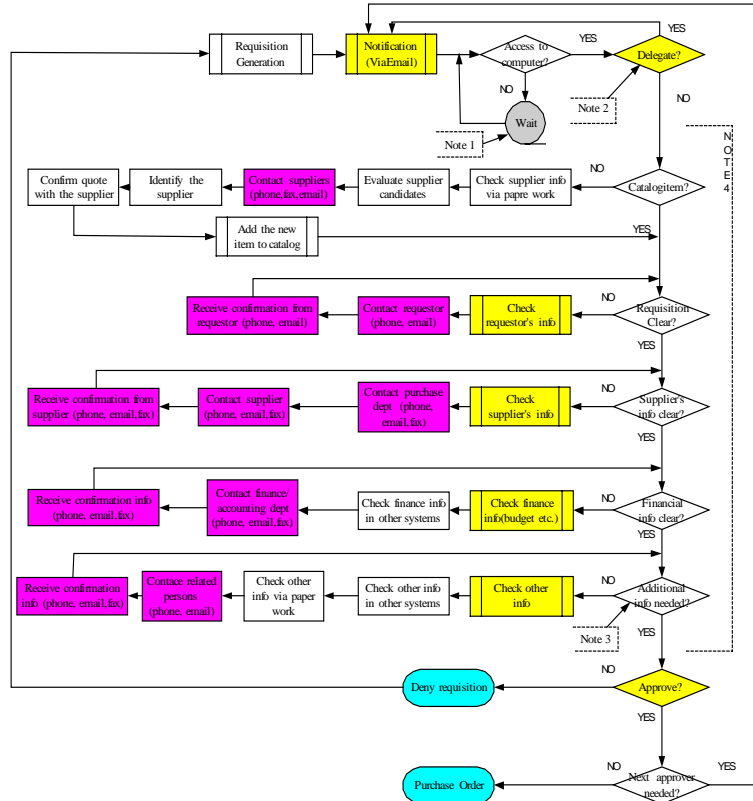 YES
YES
Requisition
Generation
Notification
(ViaEmail)
Access to
computer?
Delegate?
NO
Wait
Note 1
Note 2
NO
NOTE4
Confirm quote
with the supplier
Identify the
supplier
Contact suppliers
(phone,fax,email)
Evaluate supplier
candidates
Check supplier info
via papre work
NO
Catalogitem?
Add the new
item to catalog
YES
Receive confirmation from
requestor (phone, email)
Contact requestor
(phone, email)
Check
requestor's info
NO
Requisition
Clear?
YES
Receive confirmation from
supplier (phone, email,fax)
Contact supplier
(phone, email,fax)
Contact purchase
dept (phone,
email,fax)
Check
supplier's info
NO
Supplier's
info clear?
YES
Receive confirmation info
(phone, email,fax)
Contact finance/
accounting dept
(phone, email,fax)
Check finance info
in other systems
Check finance
info(budget etc.)
NO
Financial
info clear?
YES
Receive confirmation
info (phone, email,fax)
Contace related
persons
(phone, email)
Check other
info via paper
work
Check other info
in other systems
Check other
info
NO
Additional
info needed?
Note 3
YES
Deny requisition
NO
Approve?
YES
Purchase Order
NO
Next approver
needed?
YES